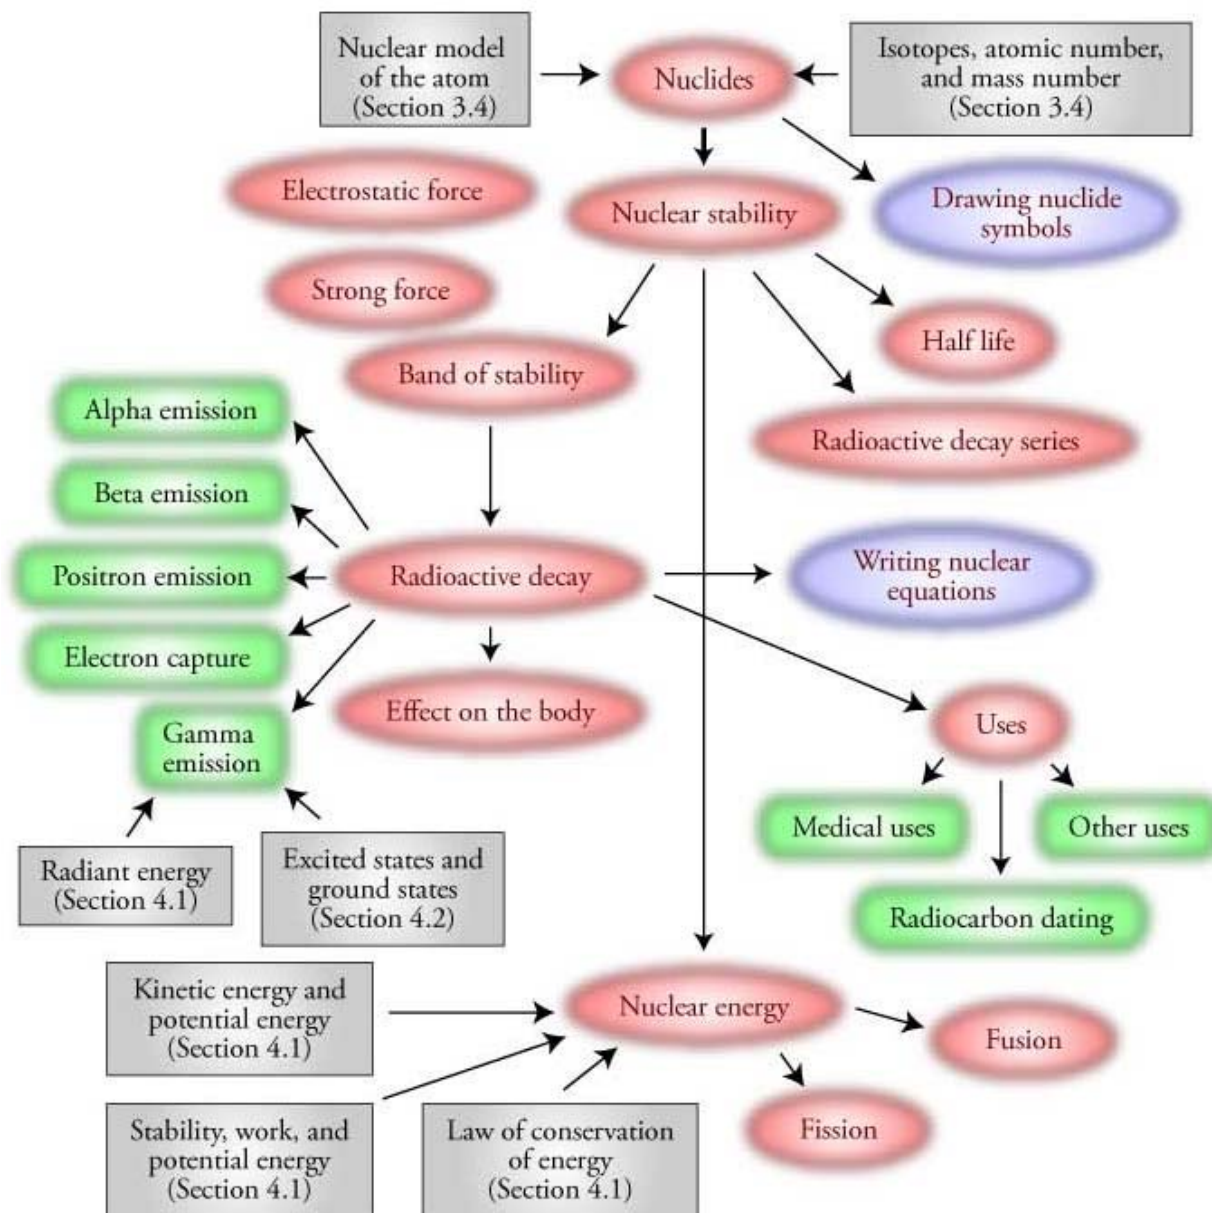 Nuclear model
of the atom
(Section 3.4)
Nuclides
Isotopes, atomic number,
and mass number
(Section 3.4)
Electrostatic force
Nuclear stability
Drawing nuclide
symbols
Strong force
Half life
Band of stability
Alpha emission
Radioactive decay series
Beta emission
Positron emission
Radioactive decay
Writing nuclear
equations
Electron capture
Effect on the body
Uses
Gamma
emission
Medical uses
Other uses
Radiant energy
(Section 4.1)
Excited states and
ground states
(Section 4.2)
Radiocarbon dating
Kinetic energy and
potential energy
(Section 4.1)
Nuclear energy
Fusion
Stability, work, and
potential energy
(Section 4.1)
Law of conservation
of energy
(Section 4.1)
Fission